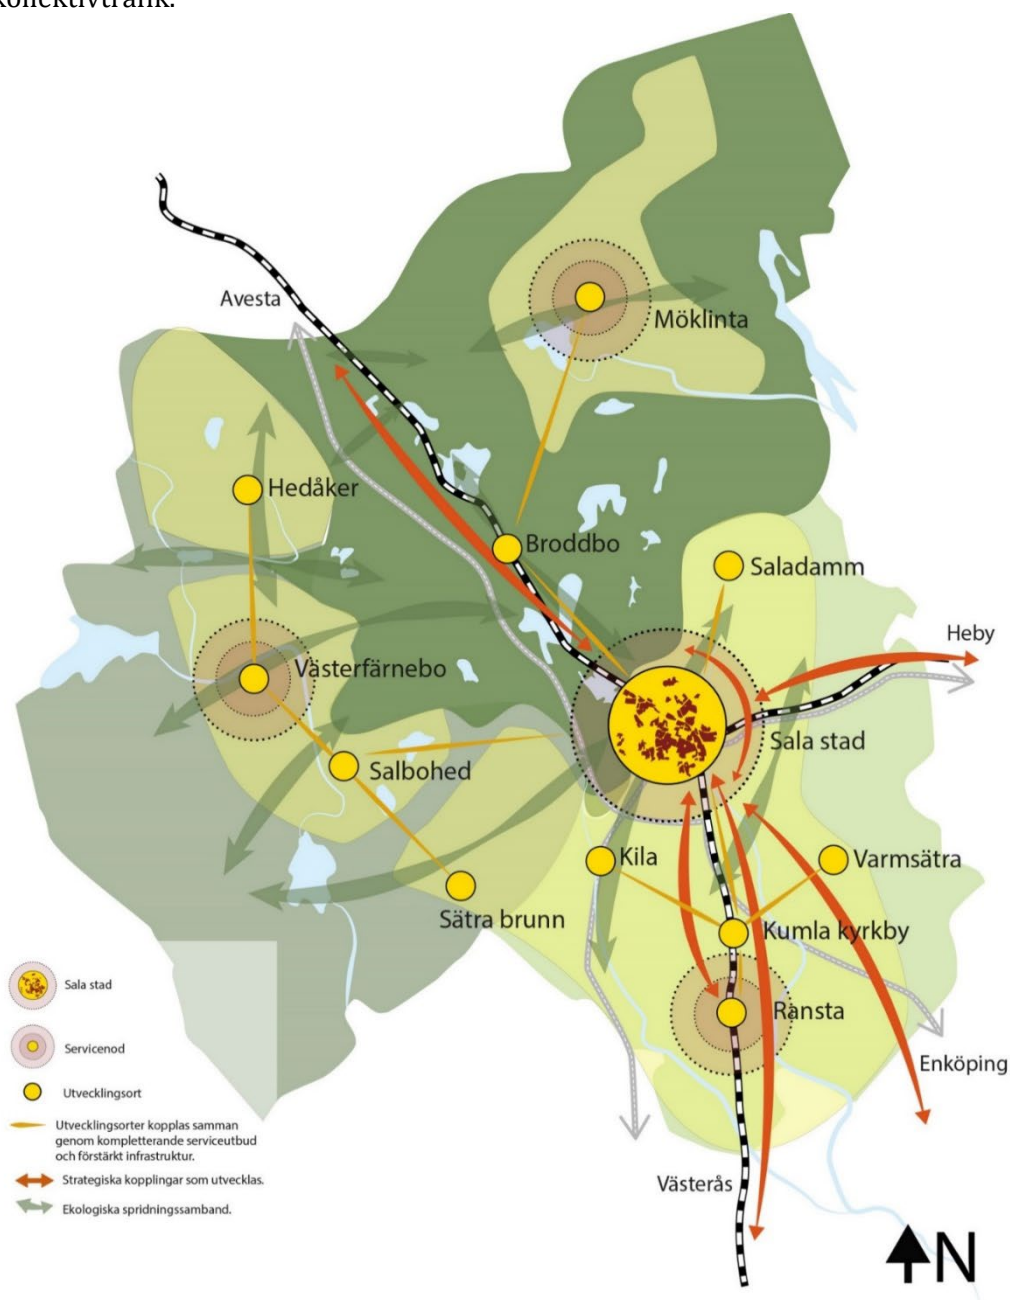 kollektivtrafik.
Avesta
Möklinta
Hedåker
Broddbo
Saladamm
Heby
Västerfärnebo
Sala stad
Salbohed
Kila
Varmsätra
Sätra brunn
Kumla kyrkby
Ransta
Enköping
Västerås
N
Sala stad
Servicenod
Utvecklingsort
Utvecklingsorter kopplas samman
genom kompletterande serviceutbud
och förstärkt infrastruktur.
Strategiska kopplingar som utvecklas.
Ekologiska spridningssamband.